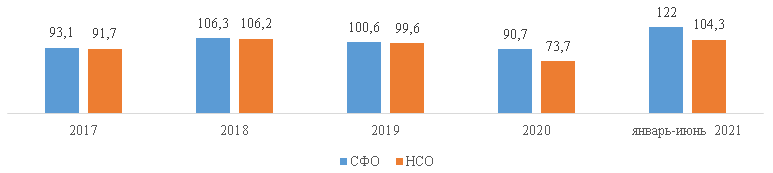 93,1 91,7 106,3 106,2 100,6 99,6 90,7 73,7 122 104,3
2017 2018 2019 2020 январь-июнь 2021
СФО НСО